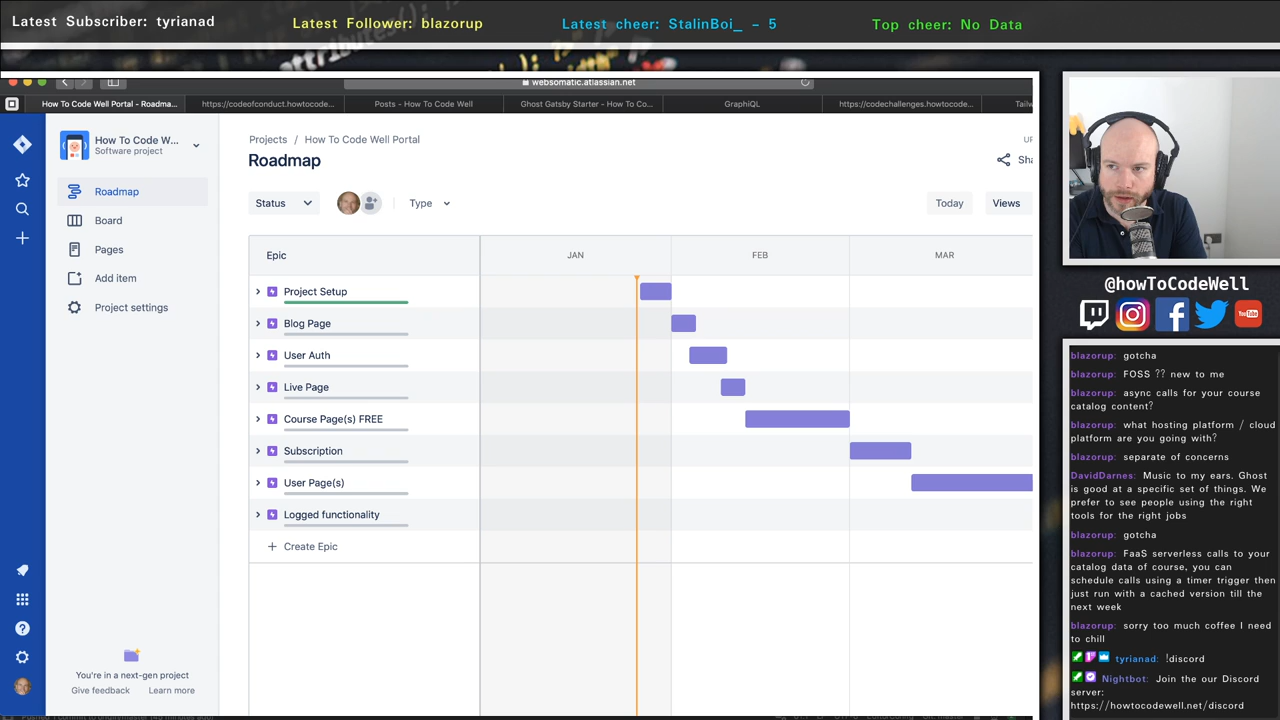 Latest Subscriber: tyrianad
Latest Follower: blazorup
Latest cheer: StalinBoi_ - 5
Top cheer: No Data
attributes();
websomatic.atlassian.net
How To Code Well Portal - Roadma...
https://codeofconduct.howtocode...
Posts - How To Code Well
Ghost Gatsby Starter - How To Co...
GraphiQL
https://codechallenges.howtocode...
Tailw
How To Code W...
Software project
Roadmap
Board
Pages
Add item
Project settings
You're in a next-gen project
Give feedback
Learn more
Projects / How To Code Well Portal
Roadmap
Sha
Status
Type
Today
Views
Epic
JAN
FEB
MAR
Project Setup
Blog Page
User Auth
Live Page
Course Page(s) FREE
Subscription
User Page(s)
Logged functionality
+ Create Epic
@howToCodeWell
You Tube
blazorup: gotcha
blazorup: FOSS ?? new to me
blazorup: async calls for your course
catalog content?
blazorup: what hosting platform / cloud
platform are you going with?
blazorup: separate of concerns
DavidDarnes: Music to my ears. Ghost
is good at a specific set of things. We
prefer to see people using the right
tools for the right jobs
blazorup: gotcha
blazorup: FaaS serverless calls to your
catalog data of course, you can
schedule calls using a timer trigger then
just run with a cached version till the
next week
blazorup: sorry too much coffee I need
to chill
tyrianad: !discord
Nightbot: Join the our Discord
server:
https://howtocodewell.net/discord